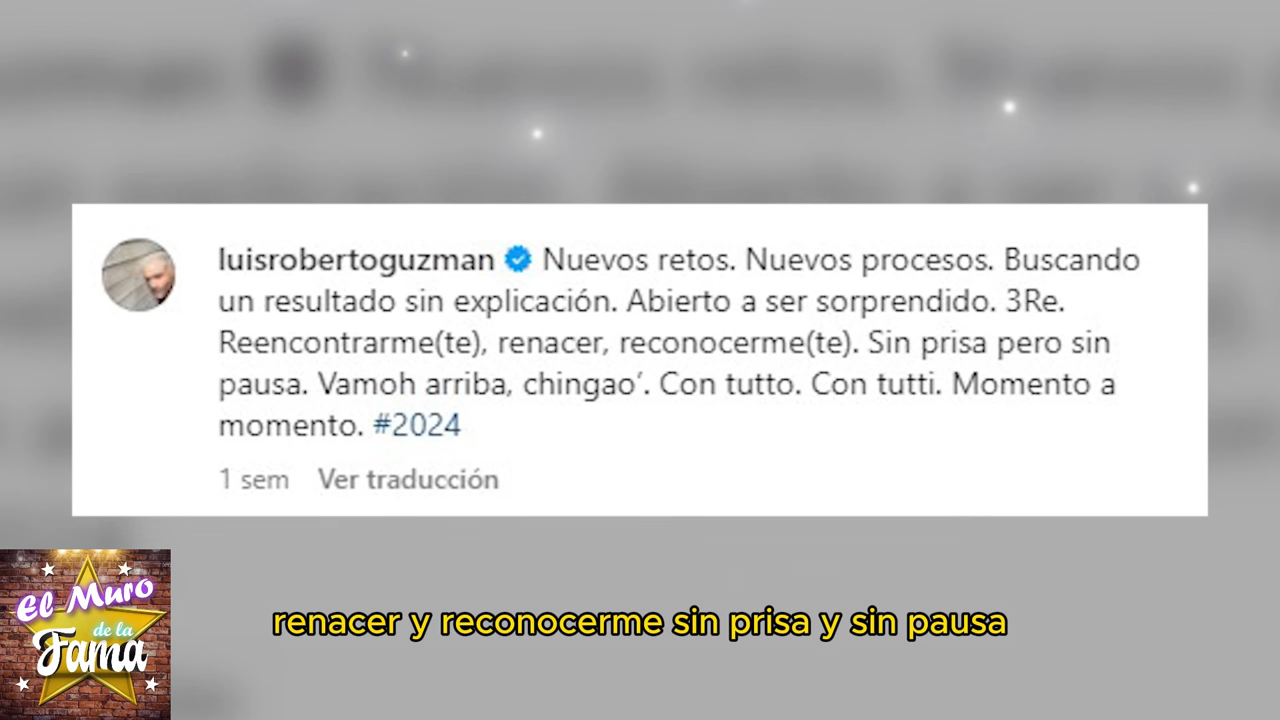 luisrobertoguzman Nuevos retos. Nuevos procesos. Buscando
un resultado sin explicación. Abierto a ser sorprendido. 3Re.
Reencontrarme(te), renacer, reconocerme(te). Sin prisa pero sin
pausa. Vamoh arriba, chingao’. Con tutto. Con tutti. Momento a
momento. #2024
1 sem Ver traducción
El Muro
de la
Fama
renacer y reconocerme sin prisa y sin pausa